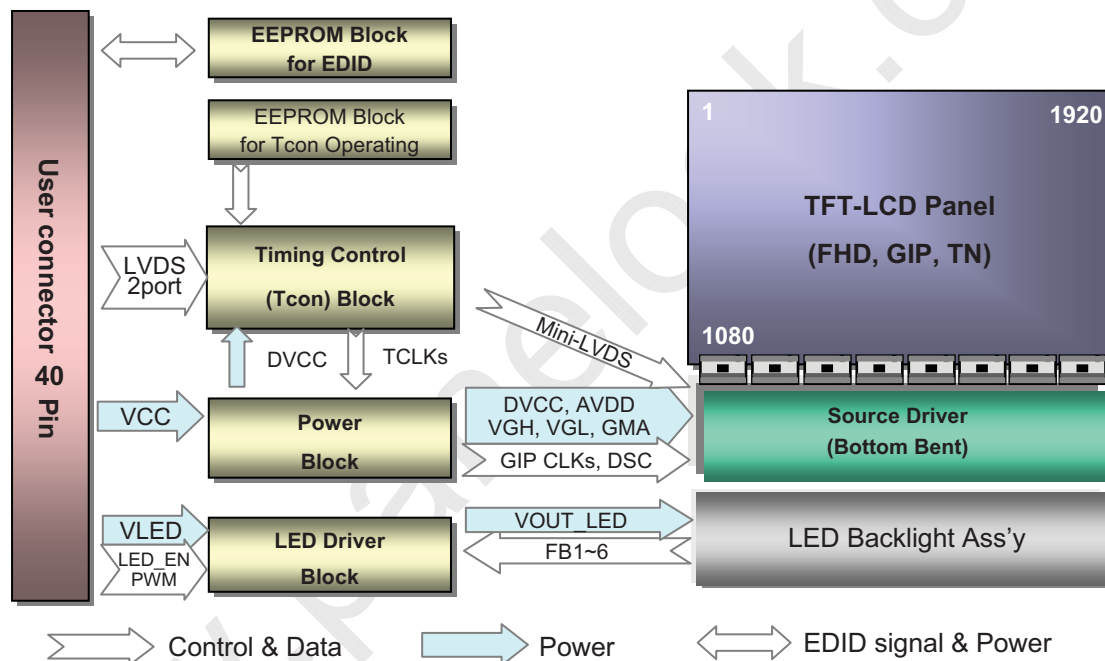 User connector 40 Pin
EEPROM Block
for EDID
EEPROM Block
for Tcon Operating
LVDS
2port
Timing Control
(Tcon) Block
DVCC
TCLKs
Mini-LVDS
VCC
Power
Block
DVCC, AVDD
VGH, VGL, GMA
GIP CLKs, DSC
VLED
LED_EN
PWM
LED Driver
Block
VOUT_LED
FB1~6
1
1920
TFT-LCD Panel
(FHD, GIP, TN)
1080
Source Driver
(Bottom Bent)
LED Backlight Ass'y
Control & Data
Power
EDID signal & Power